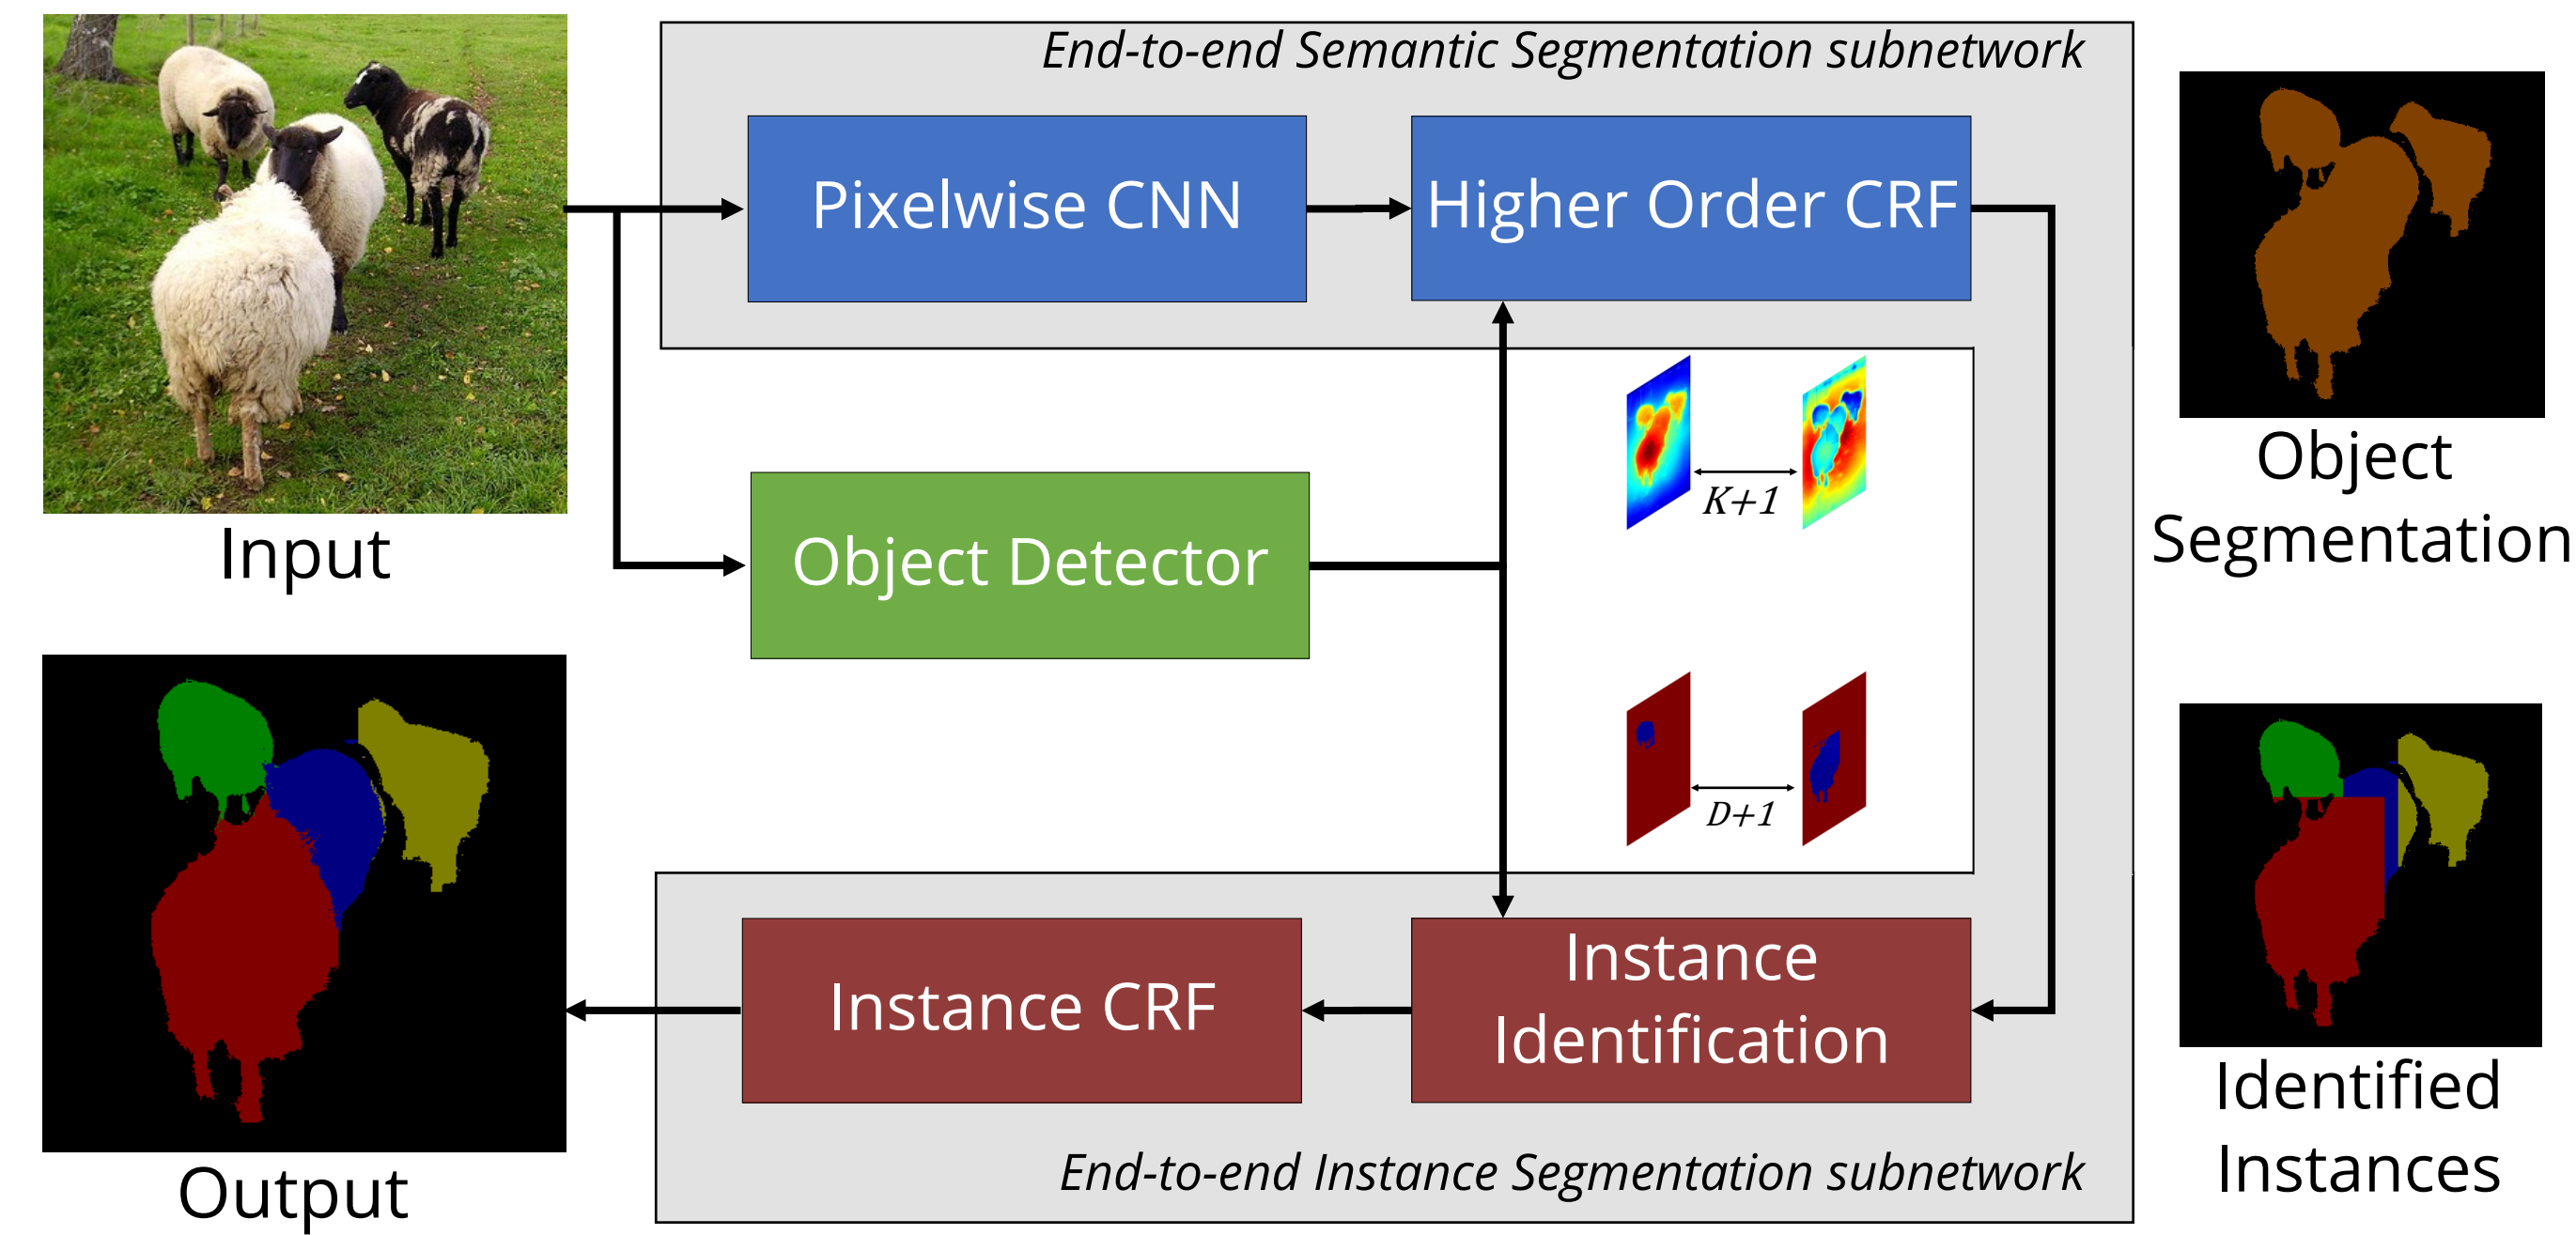 End-to-end Semantic Segmentation subnetwork
Pixelwise CNN
Higher Order CRF
Input
Object Detector
K+1
D+1
Object
Segmentation
Instance CRF
Instance
Identification
End-to-end Instance Segmentation subnetwork
Output
Identified
Instances